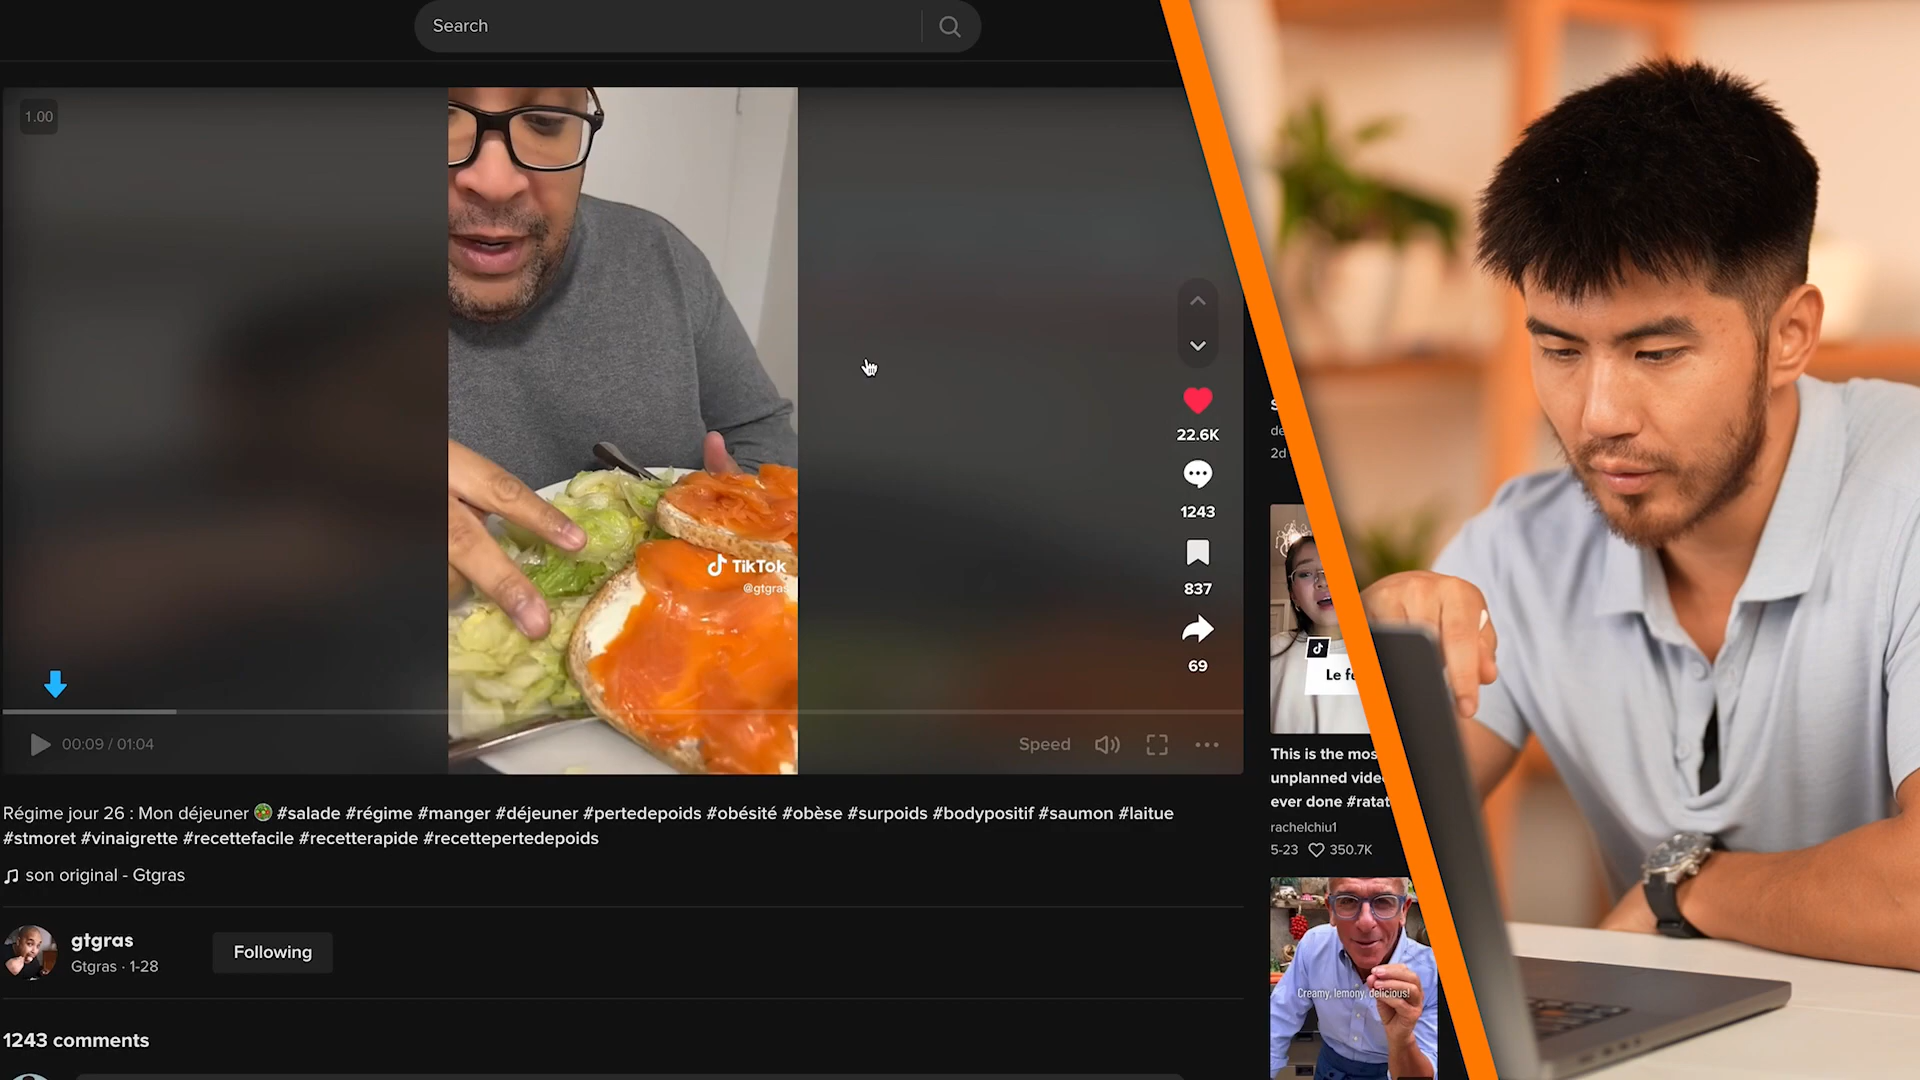 Search
1.00
TikTok
@gtgras
22.6K
1243
837
69
00:09 / 01:04
Speed
Régime jour 26 : Mon déjeuner #salade #régime #manger #déjeuner #pertedepoids #obésité #obèse #surpoids #bodypositif #saumon #laitue
#stmoret #vinaigrette #recettefacile #recetterapide #recettepertedepoids
son original - Gtgras
gtgras
Gtgras · 1-28
Following
1243 comments
2d
Le
This is the mos
unplanned vide
ever done #ratat
rachelchiu1
5-23 350.7K
Creamy, lemony, delicious!